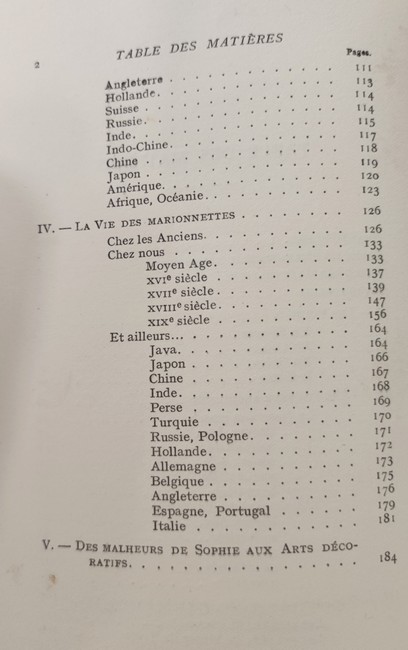 2 TABLE DES MATIÈRES
Pages.
Angleterre . . . . . . . . . . . . 111
Hollande. . . . . . . . . . . . . 113
Suisse . . . . . . . . . . . . . 114
Russie. . . . . . . . . . . . . . 114
Inde. . . . . . . . . . . . . . . 115
Indo-Chine. . . . . . . . . . . . 117
Chine . . . . . . . . . . . . . . 118
Japon . . . . . . . . . . . . . . 119
Amérique. . . . . . . . . . . . . 120
Afrique, Océanie. . . . . . . . . 123
IV. — LA VIE DES MARIONNETTES . . . . . . . . 126
Chez les Anciens. . . . . . . . . 126
Chez nous . . . . . . . . . . . . 133
Moyen Age. . . . . . . . . . 133
XVIe siècle . . . . . . . . . 137
XVIIe siècle . . . . . . . . . 139
XVIIIe siècle. . . . . . . . . 147
XIXe siècle . . . . . . . . . 156
Et ailleurs... . . . . . . . . . . 164
Java. . . . . . . . . . . . . 164
Japon . . . . . . . . . . . . 166
Chine . . . . . . . . . . . . 167
Inde. . . . . . . . . . . . . 168
Perse . . . . . . . . . . . . 169
Turquie . . . . . . . . . . . 170
Russie, Pologne. . . . . . . . 171
Hollande. . . . . . . . . . . 172
Allemagne . . . . . . . . . . 173
Belgique . . . . . . . . . . . 175
Angleterre . . . . . . . . . . 176
Espagne, Portugal . . . . . . . 179
Italie . . . . . . . . . . . . 181
V. — DES MALHEURS DE SOPHIE AUX ARTS DÉCO-
RATIFS. . . . . . . . . . . . . . . 184